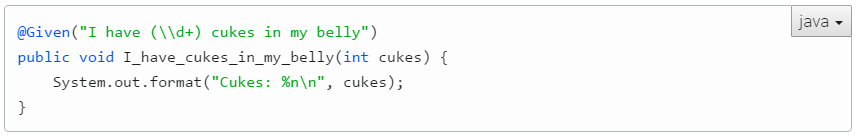 java
@Given("I have (\\d+) cukes in my belly")
public void I_have_cukes_in_my_belly(int cukes) {
    System.out.format("Cukes: %n\n", cukes);
}